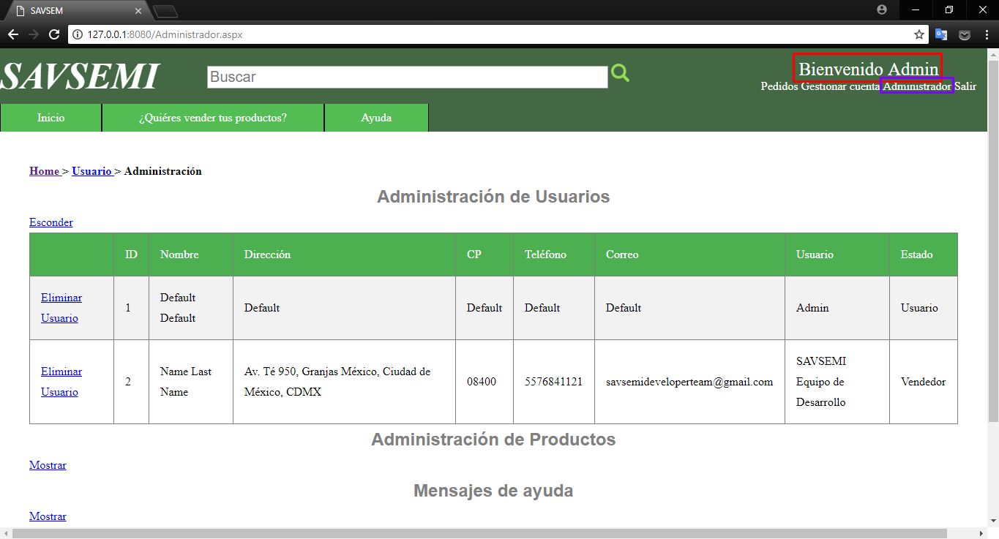 SAVSEM
127.0.0.1:8080/Administrador.aspx
SAVSEMI
Buscar
Bienvenido Admin
Pedidos Gestionar cuenta Administrador Salir
Inicio
¿Quiéres vender tus productos?
Ayuda
Home > Usuario > Administración
Administración de Usuarios
Esconder
ID Nombre Dirección CP Teléfono Correo Usuario Estado
Eliminar Usuario 1 Default Default Default Default Default Default Admin Usuario
Eliminar Usuario 2 Name Last Name Av. Té 950, Granjas México, Ciudad de México, CDMX 08400 5576841121 savsemideveloperteam@gmail.com SAVSEMI Equipo de Desarrollo Vendedor
Administración de Productos
Mostrar
Mensajes de ayuda
Mostrar